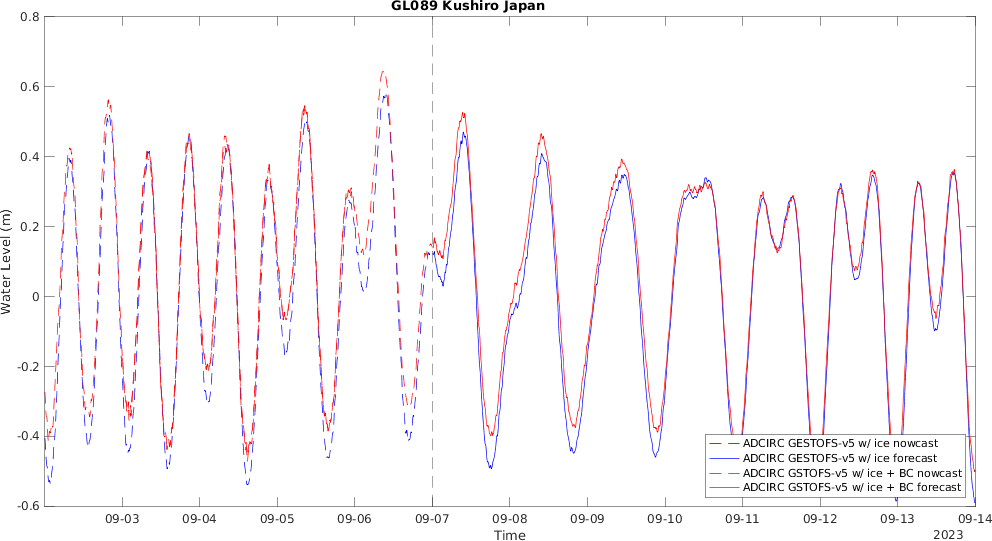 GL089 Kushiro Japan
0.8
0.6
0.4
0.2
0
-0.2
-0.4
-0.6
Water Level (m)
ADCIRC GESTOFS-v5 w/ ice nowcast
ADCIRC GESTOFS-v5 w/ ice forecast
ADCIRC GSTOFS-v5 w/ ice + BC nowcast
ADCIRC GSTOFS-v5 w/ ice + BC forecast
09-03 09-04 09-05 09-06 09-07 09-08 09-09 09-10 09-11 09-12 09-13 09-14
Time
2023